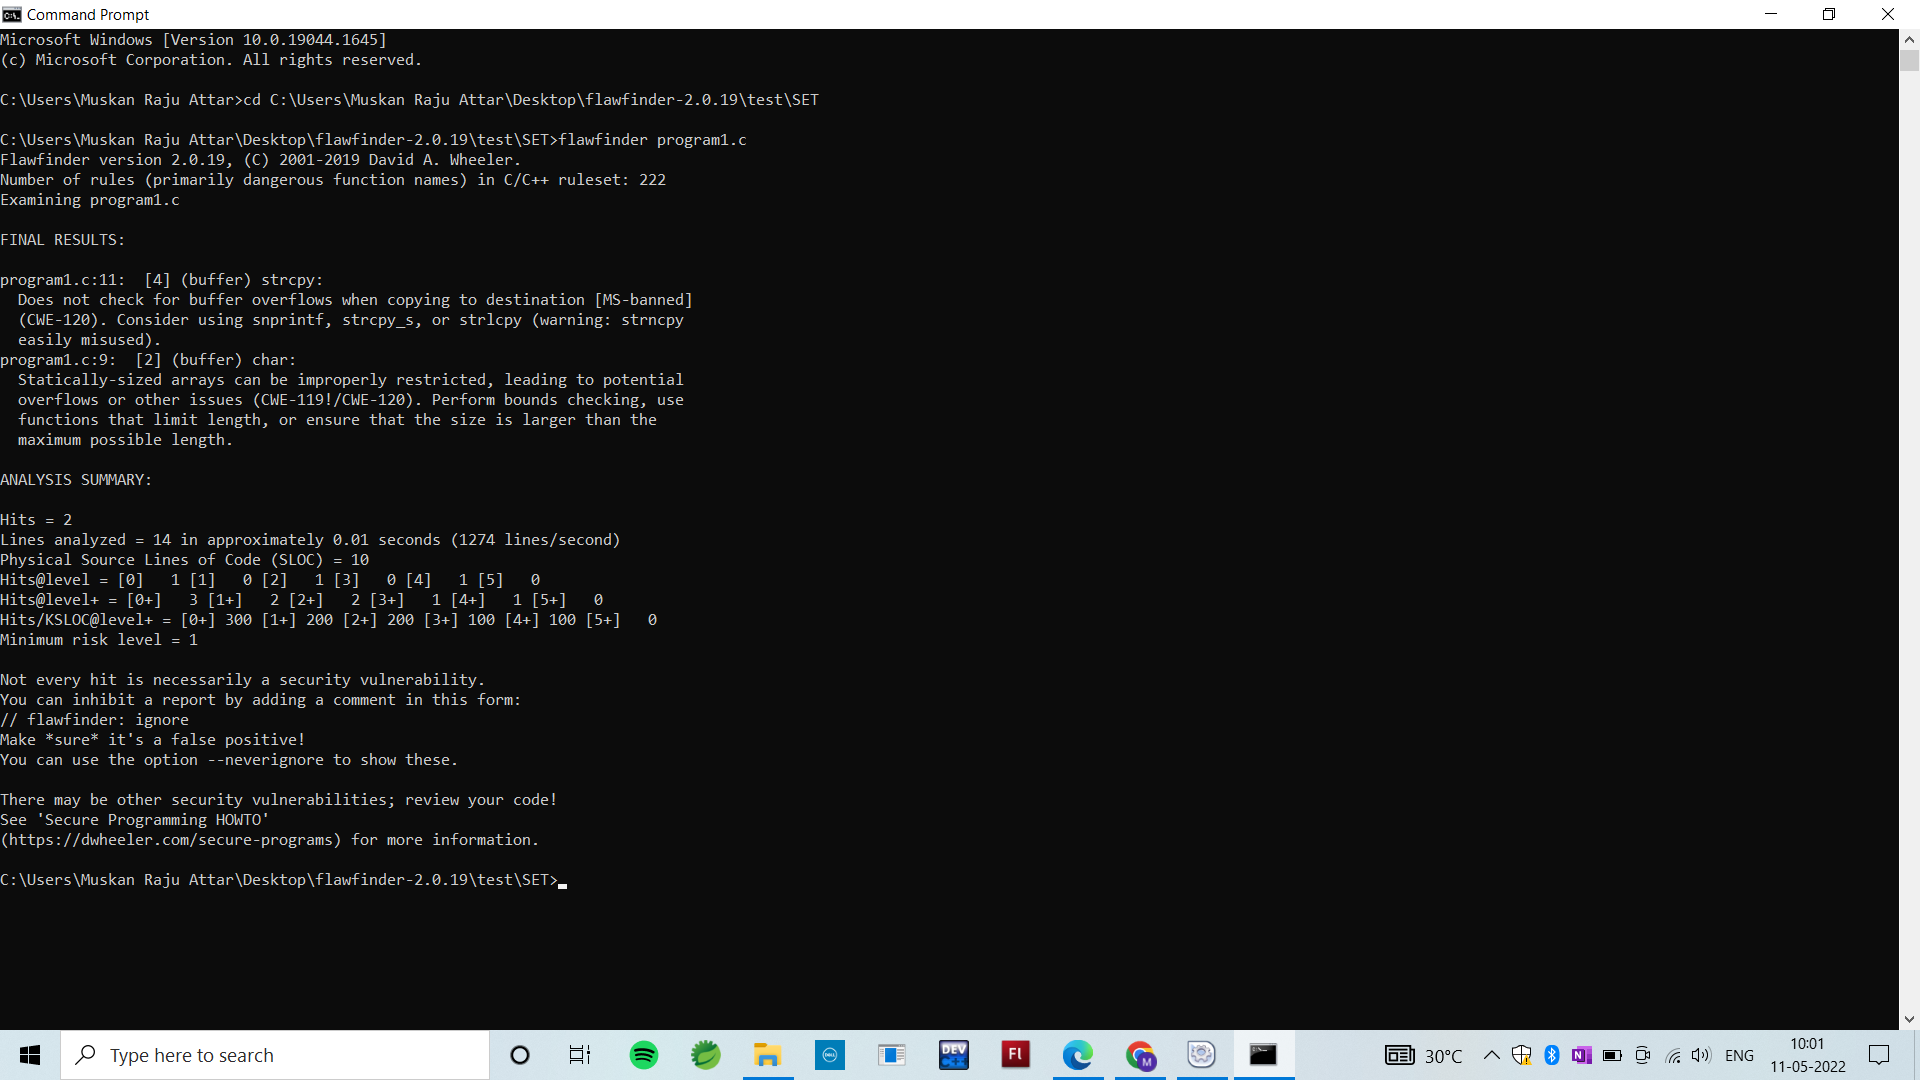 Command Prompt
Microsoft Windows [Version 10.0.19044.1645]
(c) Microsoft Corporation. All rights reserved.
C:\Users\Muskan Raju Attar>cd C:\Users\Muskan Raju Attar\Desktop\flawfinder-2.0.19\test\SET
C:\Users\Muskan Raju Attar\Desktop\flawfinder-2.0.19\test\SET>flawfinder program1.c
Flawfinder version 2.0.19, (C) 2001-2019 David A. Wheeler.
Number of rules (primarily dangerous function names) in C/C++ ruleset: 222
Examining program1.c
FINAL RESULTS:
program1.c:11:  [4] (buffer) strcpy:
  Does not check for buffer overflows when copying to destination [MS-banned]
  (CWE-120). Consider using snprintf, strcpy_s, or strlcpy (warning: strncpy
  easily misused).
program1.c:9:  [2] (buffer) char:
  Statically-sized arrays can be improperly restricted, leading to potential
  overflows or other issues (CWE-119!/CWE-120). Perform bounds checking, use
  functions that limit length, or ensure that the size is larger than the
  maximum possible length.
ANALYSIS SUMMARY:
Hits = 2
Lines analyzed = 14 in approximately 0.01 seconds (1274 lines/second)
Physical Source Lines of Code (SLOC) = 10
Hits@level = [0]   1 [1]   0 [2]   1 [3]   0 [4]   1 [5]   0
Hits@level+ = [0+]   3 [1+]   2 [2+]   2 [3+]   1 [4+]   1 [5+]   0
Hits/KSLOC@level+ = [0+] 300 [1+] 200 [2+] 200 [3+] 100 [4+] 100 [5+]   0
Minimum risk level = 1
Not every hit is necessarily a security vulnerability.
You can inhibit a report by adding a comment in this form:
// flawfinder: ignore
Make *sure* it's a false positive!
You can use the option --neverignore to show these.
There may be other security vulnerabilities; review your code!
See 'Secure Programming HOWTO'
(https://dwheeler.com/secure-programs) for more information.
C:\Users\Muskan Raju Attar\Desktop\flawfinder-2.0.19\test\SET>
Type here to search
DELL
DEV
C++
Fl
M
30°C
N
ENG
10:01
11-05-2022